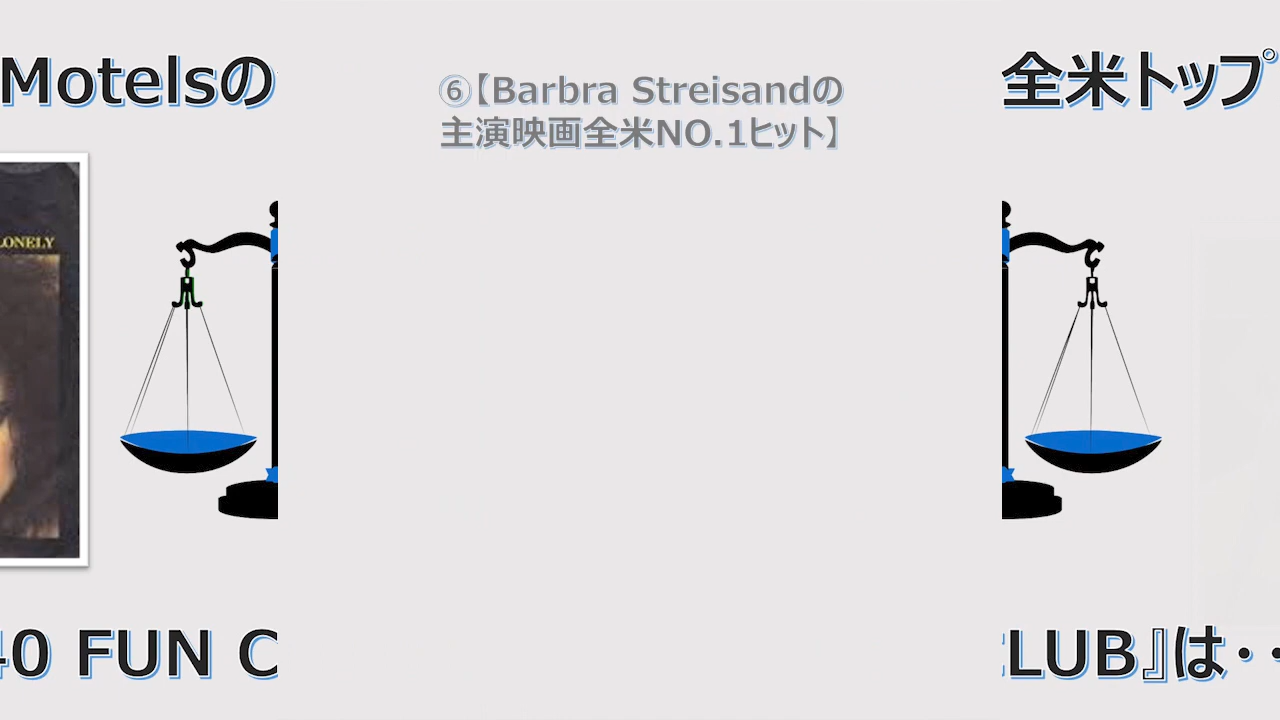 Motelsの
全米トップ
⑥【Barbra Streisandの
主演映画全米NO.1ヒット】
LONELY
40 FUN C
CLUB』は・・